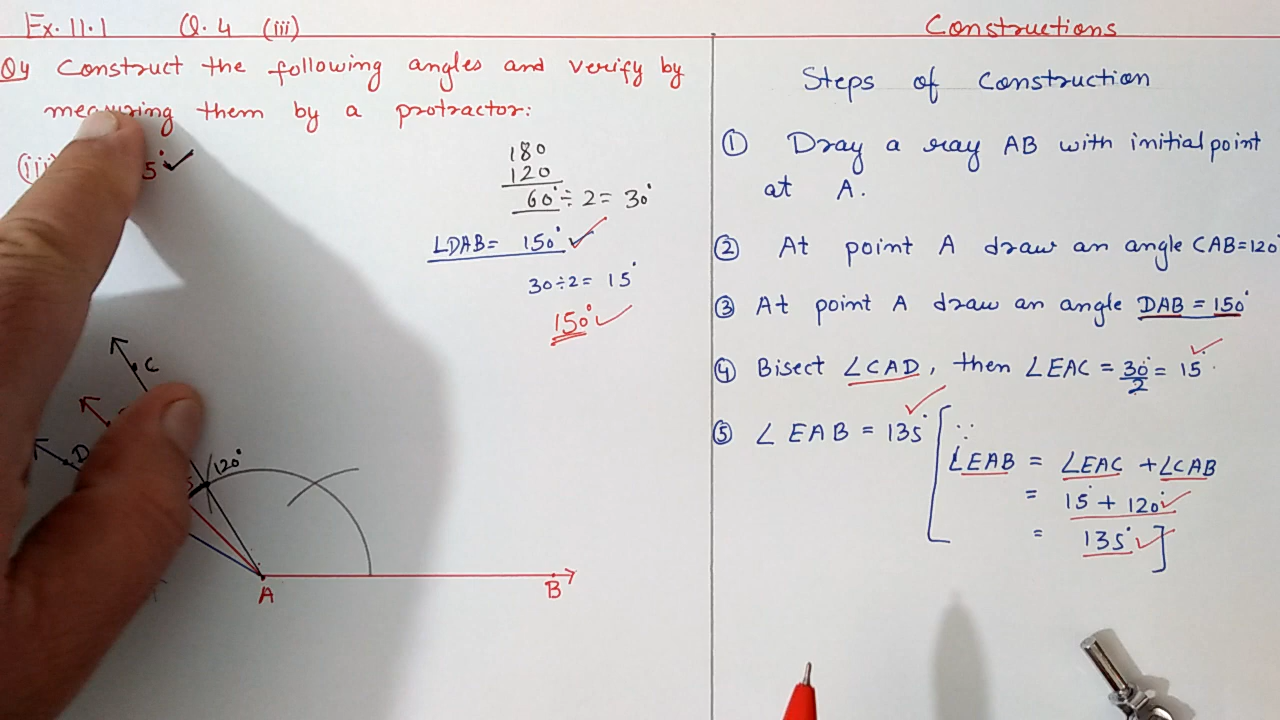 Ex. 11.1 Q. 4 (iii)
Q4 Construct the following angles and verify by
measuring them by a protractor:
5°✓
180
120
60° ÷ 2 = 30°
∠DAB = 150° ✓
30 ÷ 2 = 15°
150° ✓
C
D
120°
A
B
Constructions
Steps of Construction
① Dray a ray AB with initial point
at A.
② At point A draw an angle CAB = 120°
③ At point A draw an angle DAB = 150°
④ Bisect ∠CAD, then ∠EAC = 30°/2 = 15°
⑤ ∠EAB = 135° [ ∵
∠EAB = ∠EAC + ∠CAB
= 15° + 120° ✓
= 135° ✓ ]